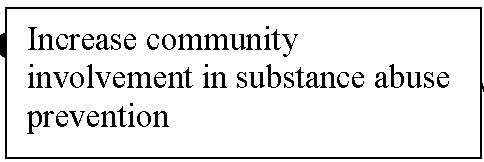 Increase community
involvement in substance abuse
prevention